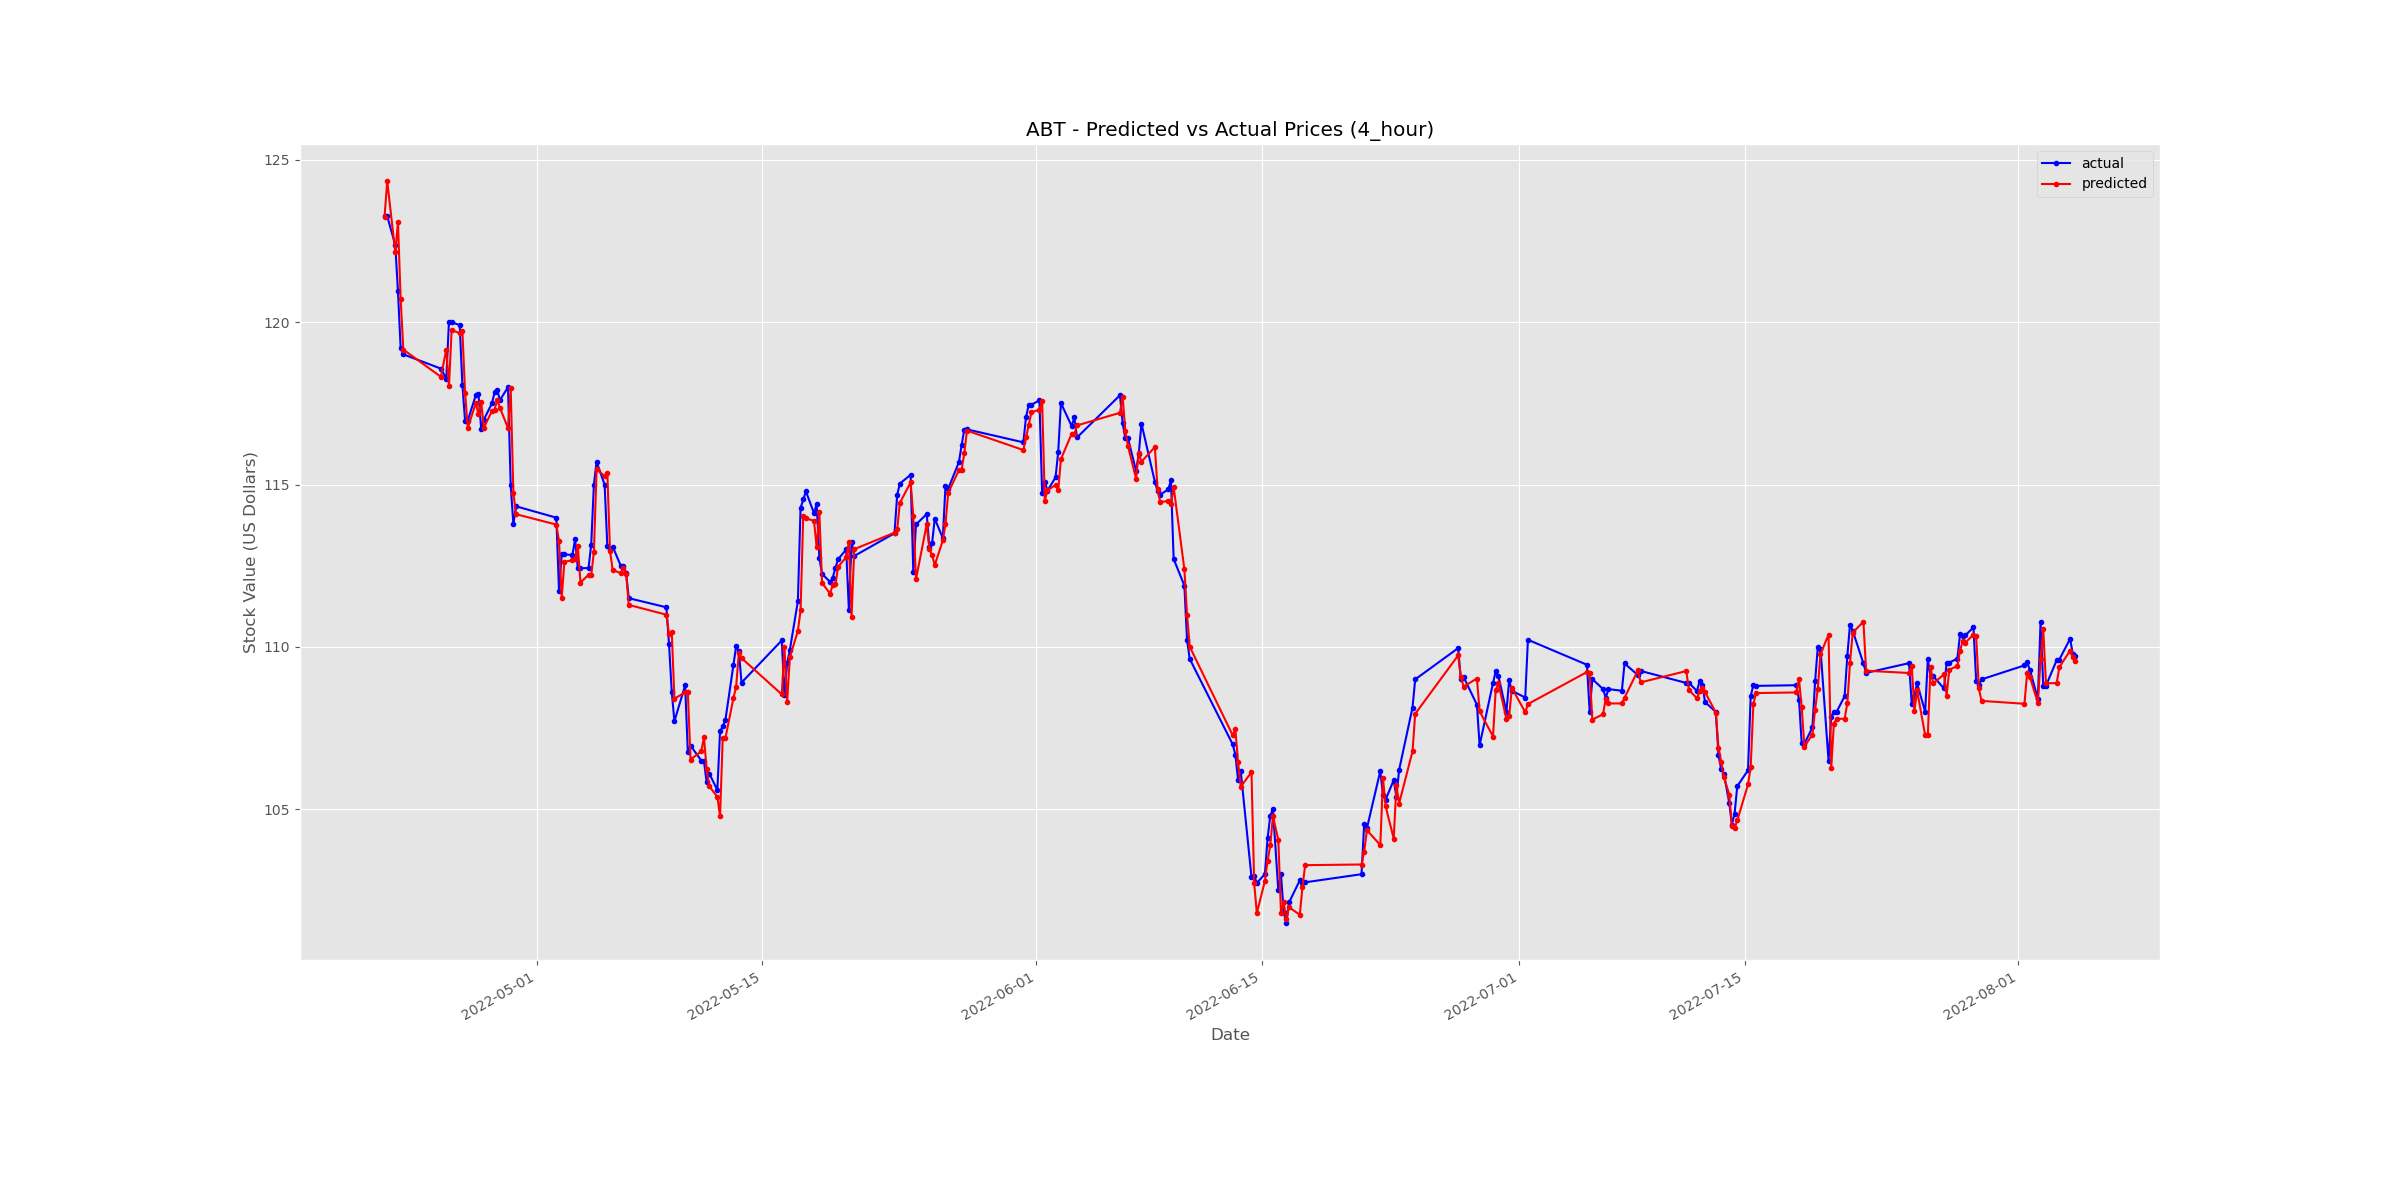 ABT - Predicted vs Actual Prices (4_hour)
actual
predicted
125
120
115
110
105
Stock Value (US Dollars)
2022-05-01
2022-05-15
2022-06-01
2022-06-15
2022-07-01
2022-07-15
2022-08-01
Date